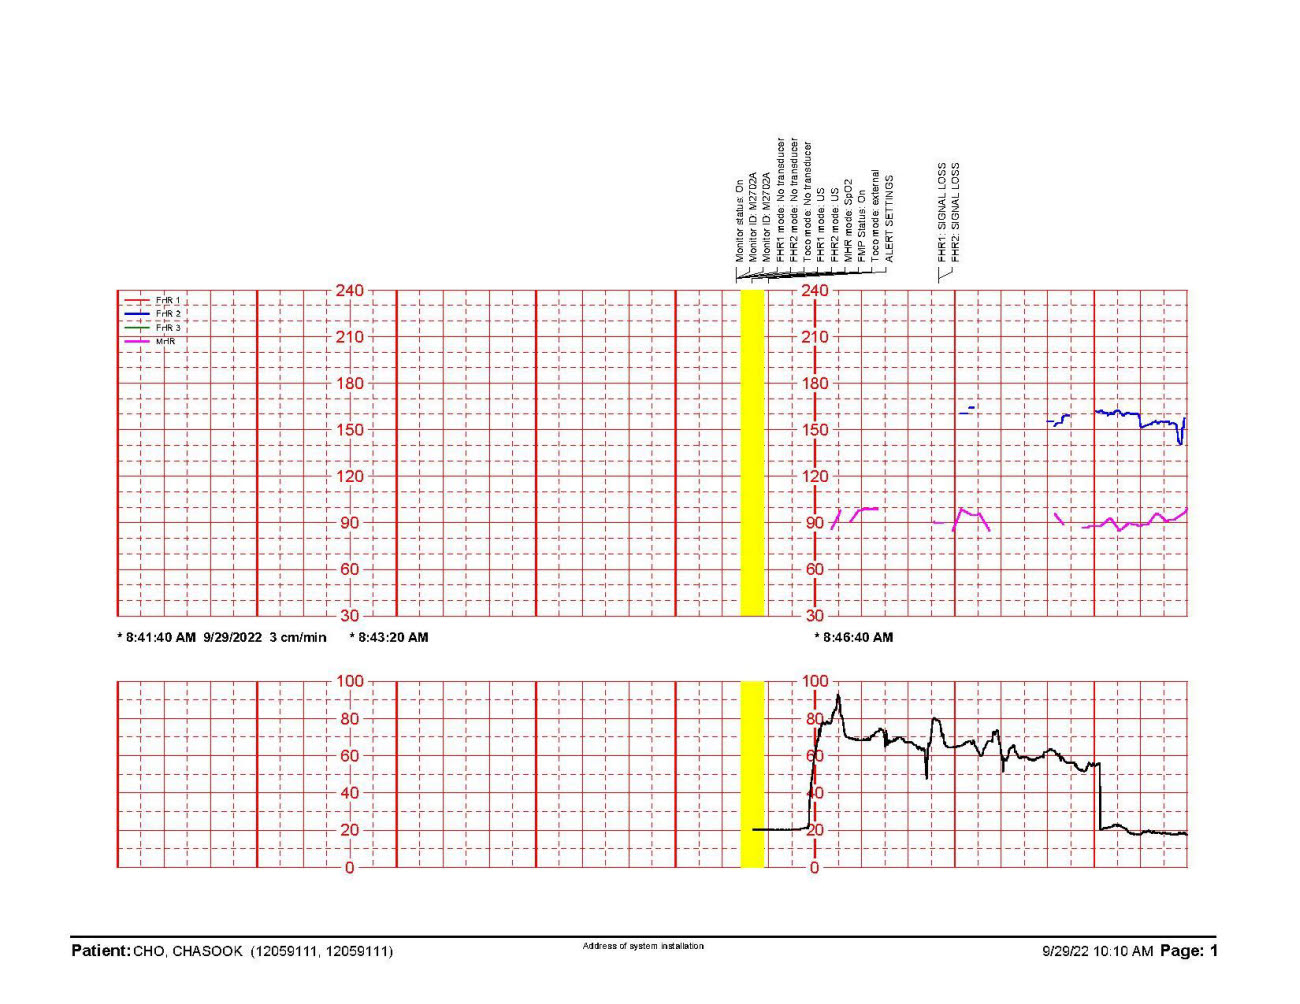 Monitor status: On
Monitor ID: M2702A
Monitor ID: M2702A
FHR1 mode: No transducer
FHR2 mode: No transducer
Toco mode: No transducer
FHR1 mode: US
FHR2 mode: US
MHR mode: SpO2
FMP Status: On
Toco mode: external
ALERT SETTINGS
FHR1: SIGNAL LOSS
FHR2: SIGNAL LOSS
FHR 1
FHR 2
FHR 3
MHR
240 240
210 210
180 180
150 150
120 120
90 90
60 60
30 30
* 8:41:40 AM 9/29/2022 3 cm/min * 8:43:20 AM * 8:46:40 AM
100 100
80 80
60 60
40 40
20 20
0 0
Patient: CHO, CHASOOK (12059111, 12059111) Address of system installation 9/29/22 10:10 AM Page: 1